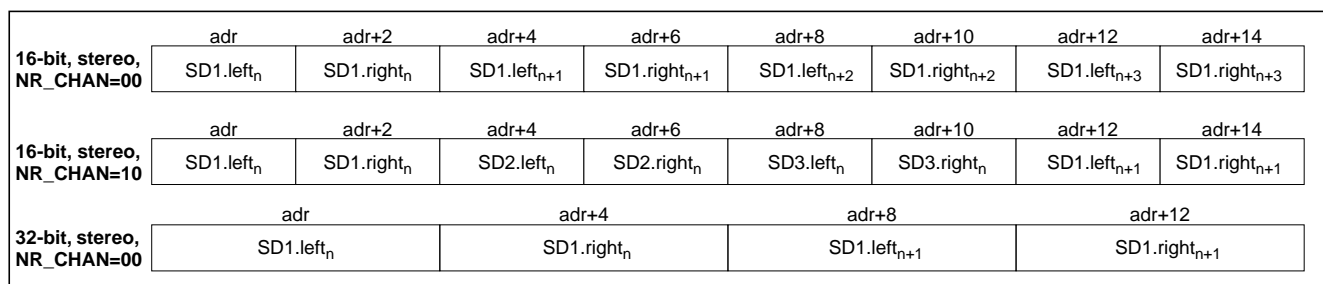 adr adr+2 adr+4 adr+6 adr+8 adr+10 adr+12 adr+14
16-bit, stereo,
NR_CHAN=00
SD1.leftn SD1.rightn SD1.leftn+1 SD1.rightn+1 SD1.leftn+2 SD1.rightn+2 SD1.leftn+3 SD1.rightn+3
adr adr+2 adr+4 adr+6 adr+8 adr+10 adr+12 adr+14
16-bit, stereo,
NR_CHAN=10
SD1.leftn SD1.rightn SD2.leftn SD2.rightn SD3.leftn SD3.rightn SD1.leftn+1 SD1.rightn+1
adr adr+4 adr+8 adr+12
32-bit, stereo,
NR_CHAN=00
SD1.leftn SD1.rightn SD1.leftn+1 SD1.rightn+1